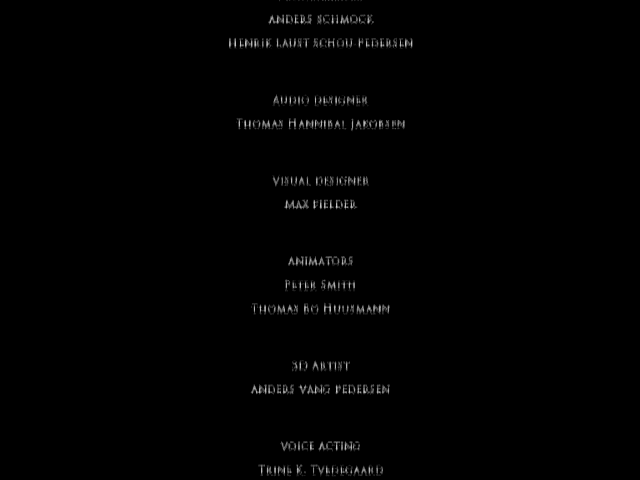 ANDERS SCHMOCK
HENRIK LAUST SCHOU PEDERSEN
AUDIO DESIGNER
THOMAS HANNIBAL JAKOBSEN
VISUAL DESIGNER
MAX FIELDER
ANIMATORS
PETER SMITH
THOMAS BO HUUSMANN
3D ARTIST
ANDERS VANG PEDERSEN
VOICE ACTING
TRINE K. TVEDEGAARD